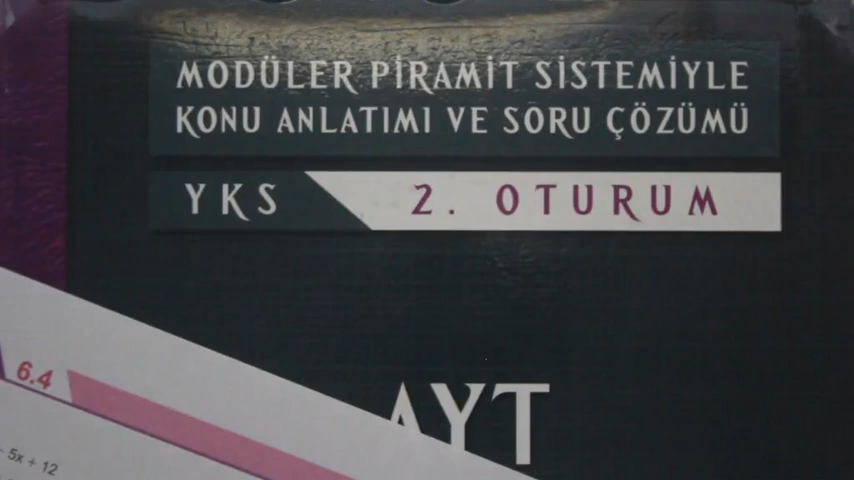 MODÜLER PİRAMİT SİSTEMİYLE
KONU ANLATIMI VE SORU ÇÖZÜMÜ
YKS 2. OTURUM
AYT
6.4
- 5x + 12